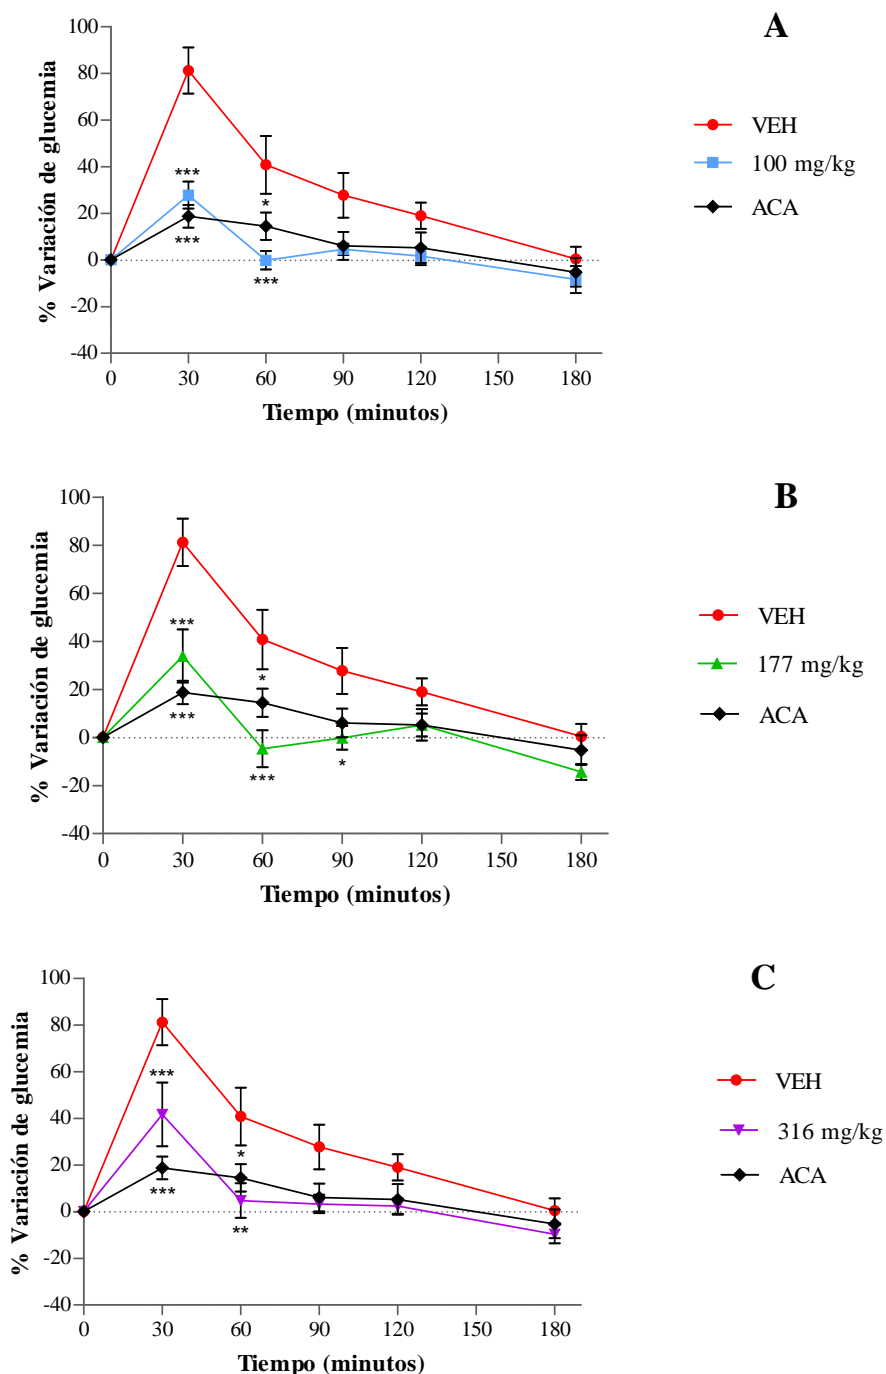 A
% Variación de glucemia
100
80
60
40
20
0
-20
-40
***
***
*
***
0 30 60 90 120 150 180
Tiempo (minutos)
VEH
100 mg/kg
ACA
B
% Variación de glucemia
100
80
60
40
20
0
-20
-40
***
***
*
***
*
0 30 60 90 120 150 180
Tiempo (minutos)
VEH
177 mg/kg
ACA
C
% Variación de glucemia
100
80
60
40
20
0
-20
-40
***
***
*
**
0 30 60 90 120 150 180
Tiempo (minutos)
VEH
316 mg/kg
ACA